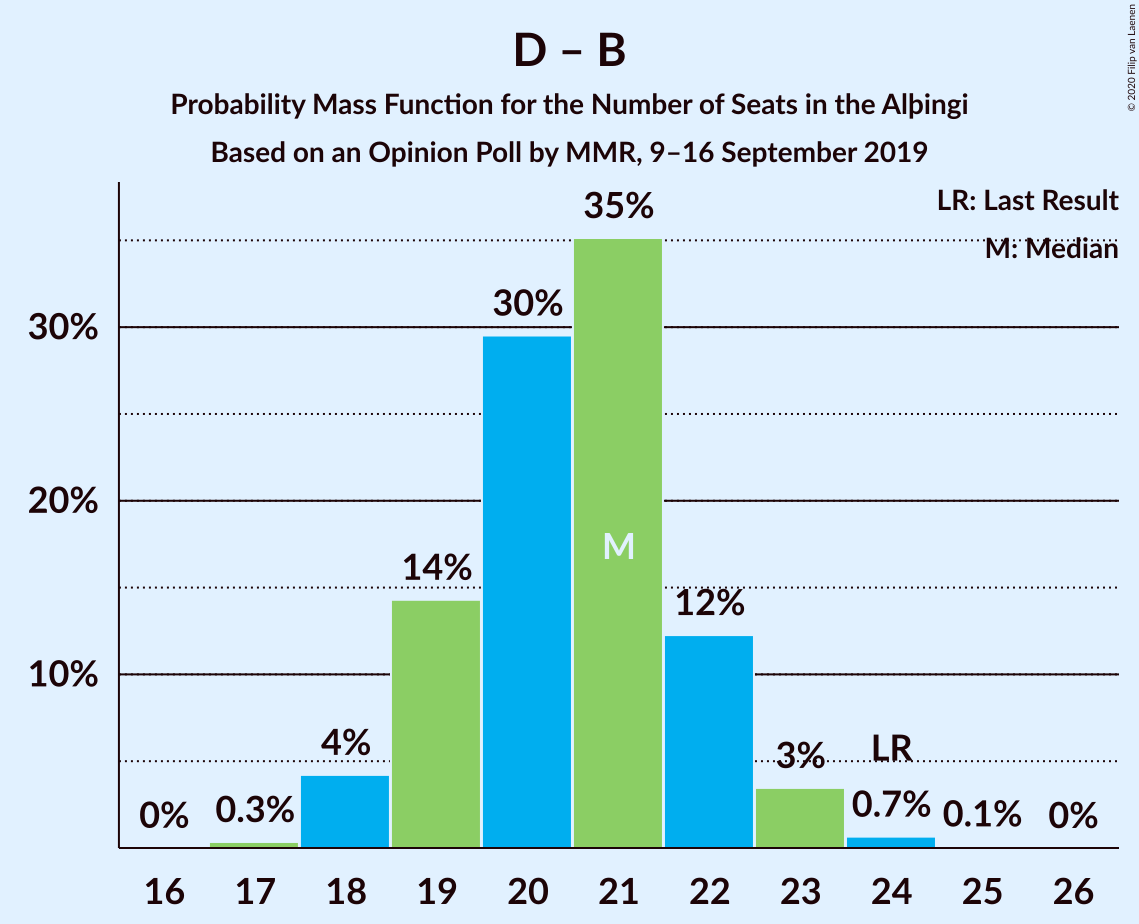 D – B
Probability Mass Function for the Number of Seats in the Alþingi
Based on an Opinion Poll by MMR, 9–16 September 2019
© 2020 Filip van Laenen
LR: Last Result
M: Median
35%
30%
30%
20%
M
14%
12%
10%
4%
3%
LR
0%
0.3%
0.7%
0.1%
0%
16 17 18 19 20 21 22 23 24 25 26